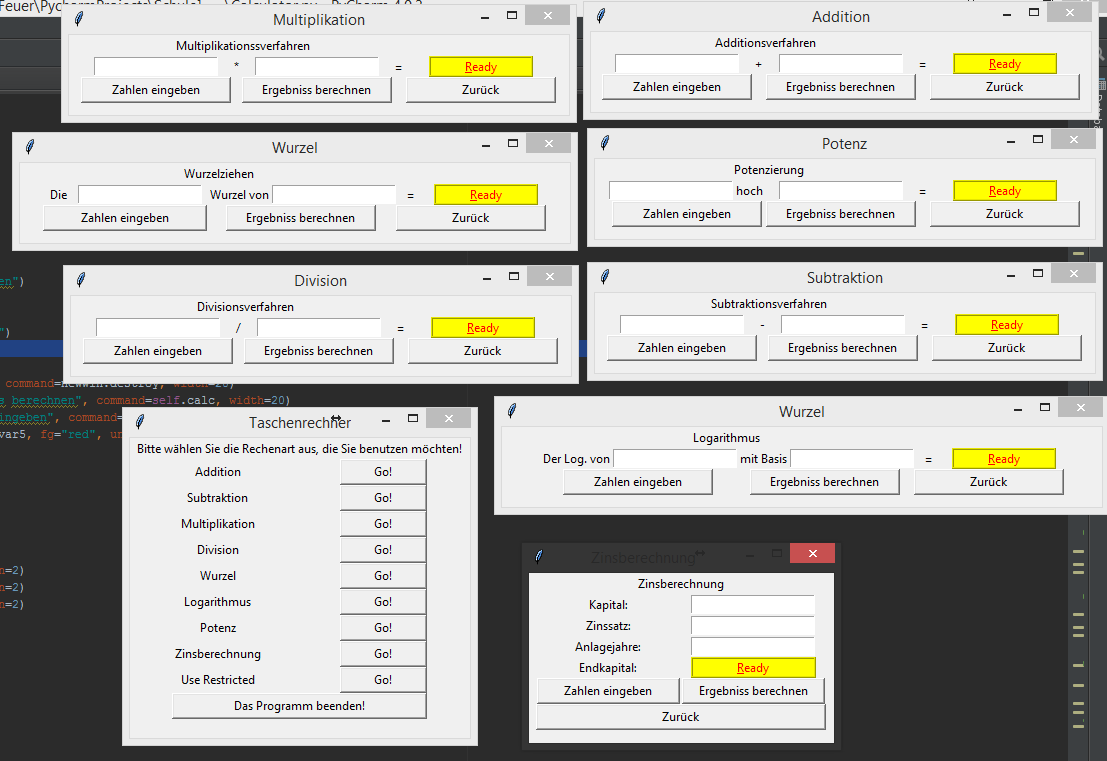 Feuer\PycharmProjects\Schule1 ...\Calculator.py - PyCharm 4.0.3
Multiplikation
Multiplikationssverfahren
* =
Ready
Zahlen eingeben Ergebniss berechnen Zurück
Addition
Additionsverfahren
+ =
Ready
Zahlen eingeben Ergebniss berechnen Zurück
Wurzel
Wurzelziehen
Die Wurzel von = Ready
Zahlen eingeben Ergebniss berechnen Zurück
Potenz
Potenzierung
hoch = Ready
Zahlen eingeben Ergebniss berechnen Zurück
Division
Divisionsverfahren
/ = Ready
Zahlen eingeben Ergebniss berechnen Zurück
Subtraktion
Subtraktionsverfahren
- = Ready
Zahlen eingeben Ergebniss berechnen Zurück
en")
")
command=newwin.destroy, width=20)
s berechnen", command=self.calc, width=20)
ingeben", command=
var5, fg="red", un
n=2)
n=2)
n=2)
Taschenrechner
Bitte wählen Sie die Rechenart aus, die Sie benutzen möchten!
Addition Go!
Subtraktion Go!
Multiplikation Go!
Division Go!
Wurzel Go!
Logarithmus Go!
Potenz Go!
Zinsberechnung Go!
Use Restricted Go!
Das Programm beenden!
Wurzel
Logarithmus
Der Log. von mit Basis = Ready
Zahlen eingeben Ergebniss berechnen Zurück
Zinsberechnung
Zinsberechnung
Kapital:
Zinssatz:
Anlagejahre:
Endkapital: Ready
Zahlen eingeben Ergebniss berechnen
Zurück